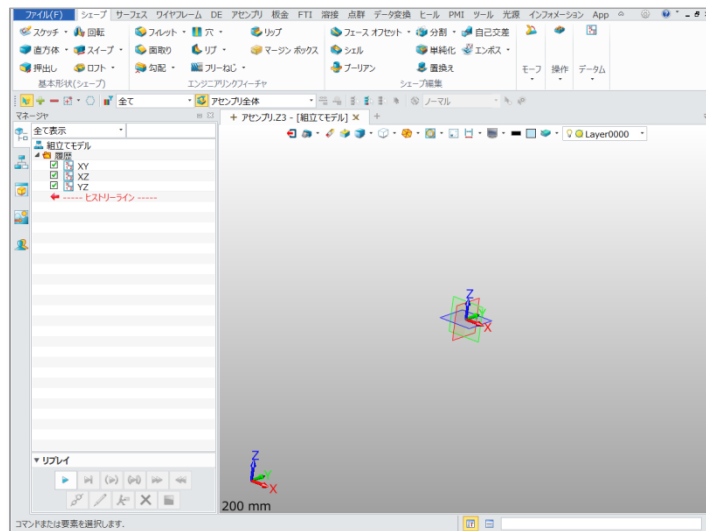 ファイル(F) シェープ サーフェス ワイヤフレーム DE アセンブリ 板金 FTI 溶接 点群 データ変換 ヒール PMI ツール 光源 インフォメーション App
スケッチ 回転 フィレット 穴 リップ フェース オフセット 分割 自己交差
直方体 スイープ 面取り リブ マージン ボックス シェル 単純化 エンボス
押出し ロフト 勾配 フリーねじ ブーリアン 置換え モーフ 操作 データム
基本形状(シェープ) エンジニアリングフィーチャ シェープ編集
全て アセンブリ全体 ノーマル
マネージャ
アセンブリ.Z3 - [組立てモデル]
全て表示
Layer0000
組立てモデル
履歴
XY
XZ
YZ
----- ヒストリーライン -----
Z
Y
X
リプレイ
Z
Y
X
200 mm
コマンドまたは要素を選択します.